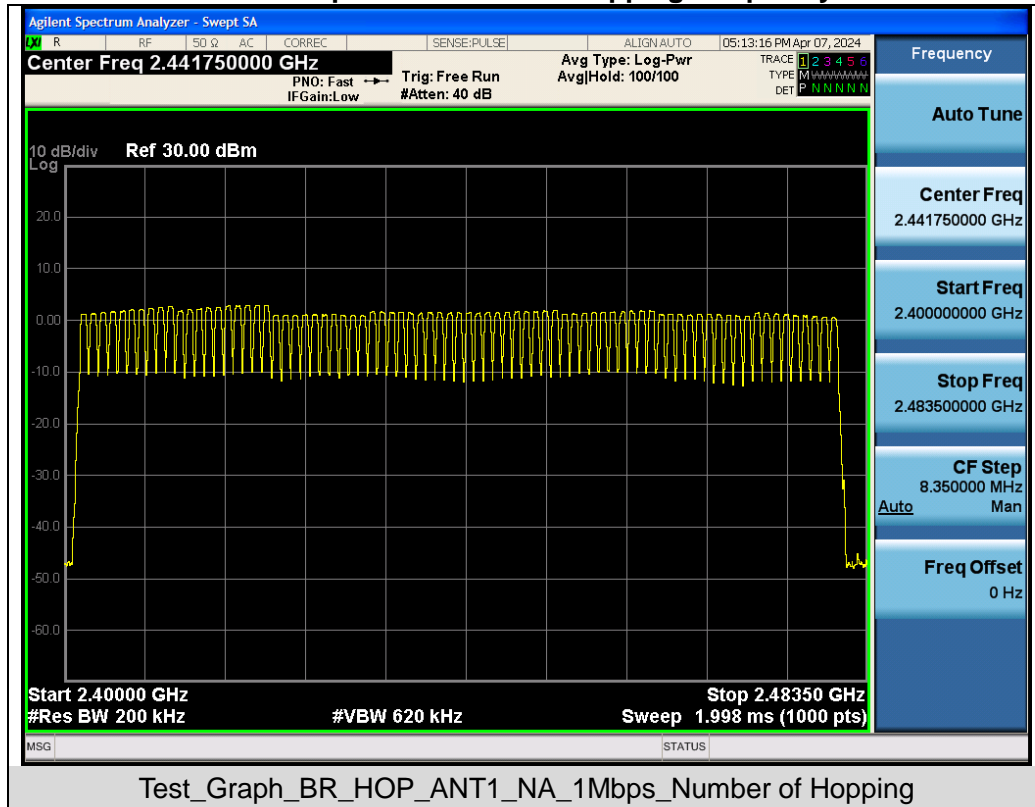 Agilent Spectrum Analyzer - Swept SA
LXI R RF 50 Ω AC CORREC SENSE:PULSE ALIGN AUTO 05:13:16 PM Apr 07, 2024
Center Freq 2.441750000 GHz
PNO: Fast
IFGain:Low
Trig: Free Run
#Atten: 40 dB
Avg Type: Log-Pwr
Avg|Hold: 100/100
TRACE 1 2 3 4 5 6
TYPE M
DET P N N N N N
10 dB/div Ref 30.00 dBm
Log
20.0
10.0
0.00
-10.0
-20.0
-30.0
-40.0
-50.0
-60.0
Start 2.40000 GHz Stop 2.48350 GHz
#Res BW 200 kHz #VBW 620 kHz Sweep 1.998 ms (1000 pts)
MSG STATUS
Frequency
Auto Tune
Center Freq
2.441750000 GHz
Start Freq
2.400000000 GHz
Stop Freq
2.483500000 GHz
CF Step
8.350000 MHz
Auto Man
Freq Offset
0 Hz
Test_Graph_BR_HOP_ANT1_NA_1Mbps_Number of Hopping